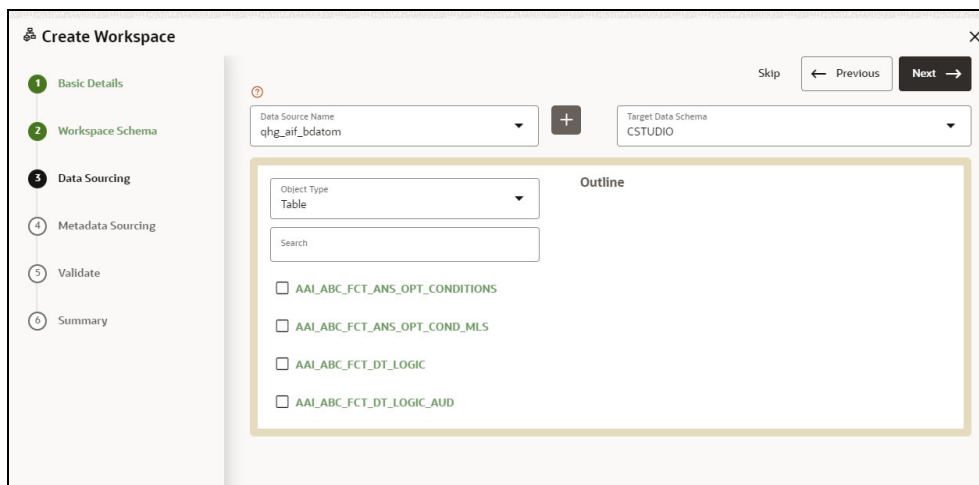 Create Workspace
×
1 Basic Details
2 Workspace Schema
3 Data Sourcing
4 Metadata Sourcing
5 Validate
6 Summary
Skip
← Previous
Next →
?
Data Source Name
qhg_aif_bdatom
+
Target Data Schema
CSTUDIO
Object Type
Table
Outline
Search
AAI_ABC_FCT_ANS_OPT_CONDITIONS
AAI_ABC_FCT_ANS_OPT_COND_MLS
AAI_ABC_FCT_DT_LOGIC
AAI_ABC_FCT_DT_LOGIC_AUD